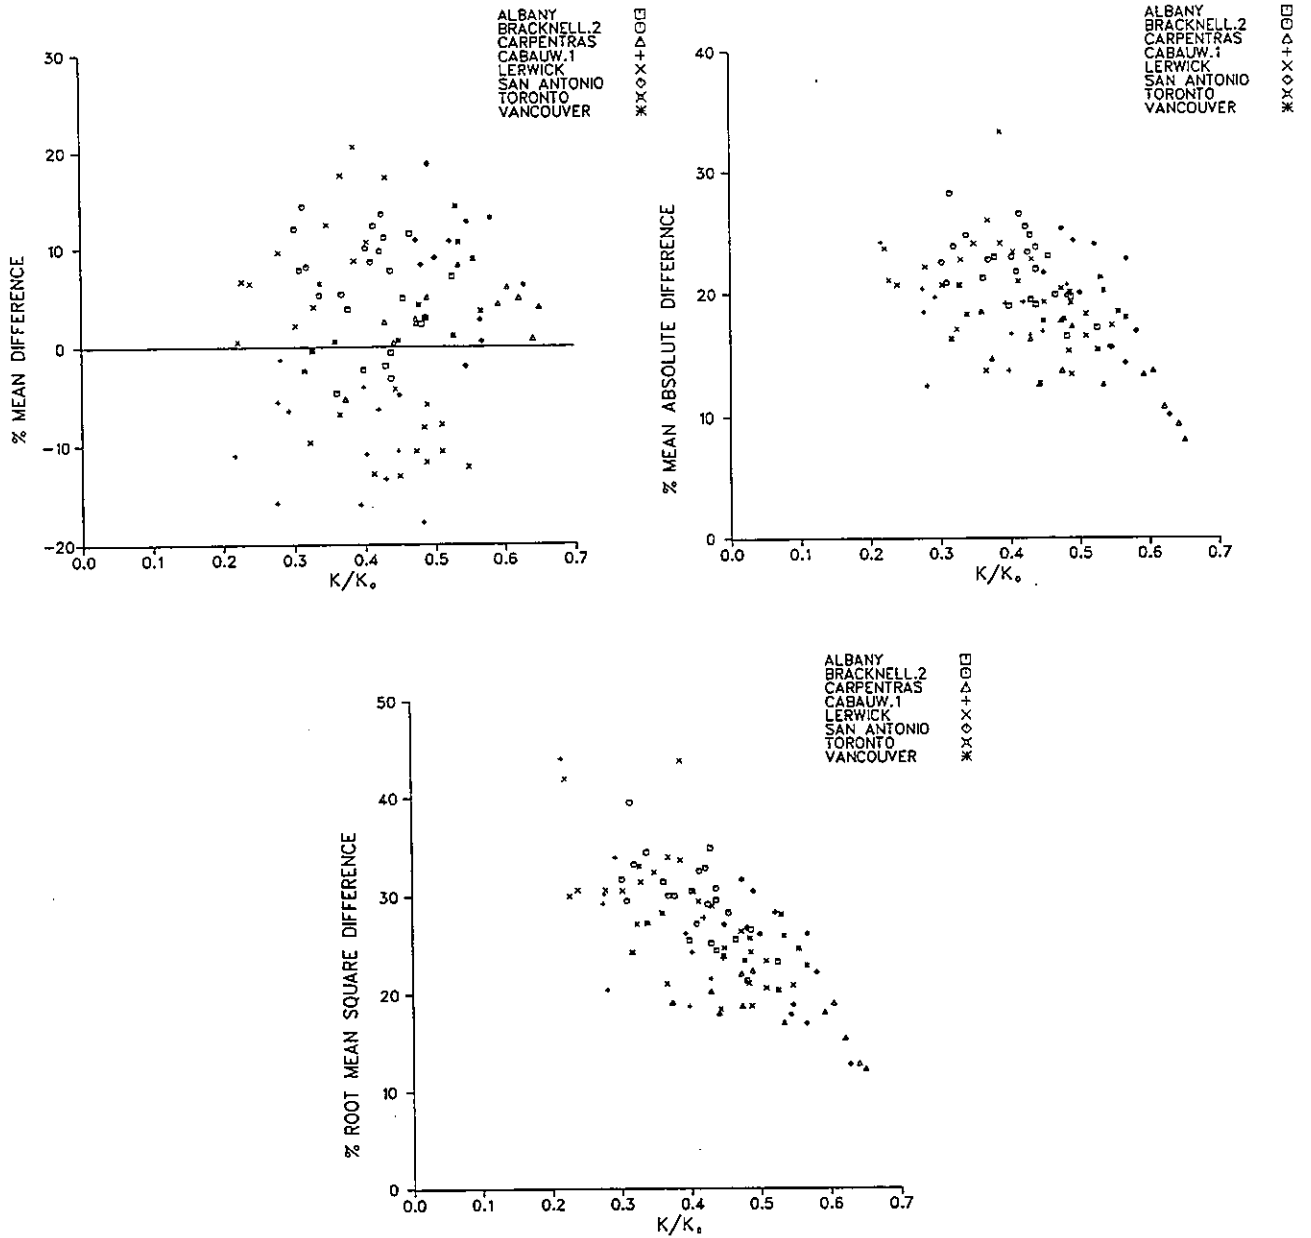 ALBANY
BRACKNELL.2
CARPENTRAS
CABAUW.1
LERWICK
SAN ANTONIO
TORONTO
VANCOUVER
30
20
10
0
-10
-20
% MEAN DIFFERENCE
0.0 0.1 0.2 0.3 0.4 0.5 0.6 0.7
K/K₀
ALBANY
BRACKNELL.2
CARPENTRAS
CABAUW.1
LERWICK
SAN ANTONIO
TORONTO
VANCOUVER
40
30
20
10
0
% MEAN ABSOLUTE DIFFERENCE
0.0 0.1 0.2 0.3 0.4 0.5 0.6 0.7
K/K₀
ALBANY
BRACKNELL.2
CARPENTRAS
CABAUW.1
LERWICK
SAN ANTONIO
TORONTO
VANCOUVER
50
40
30
20
10
0
% ROOT MEAN SQUARE DIFFERENCE
0.0 0.1 0.2 0.3 0.4 0.5 0.6 0.7
K/K₀